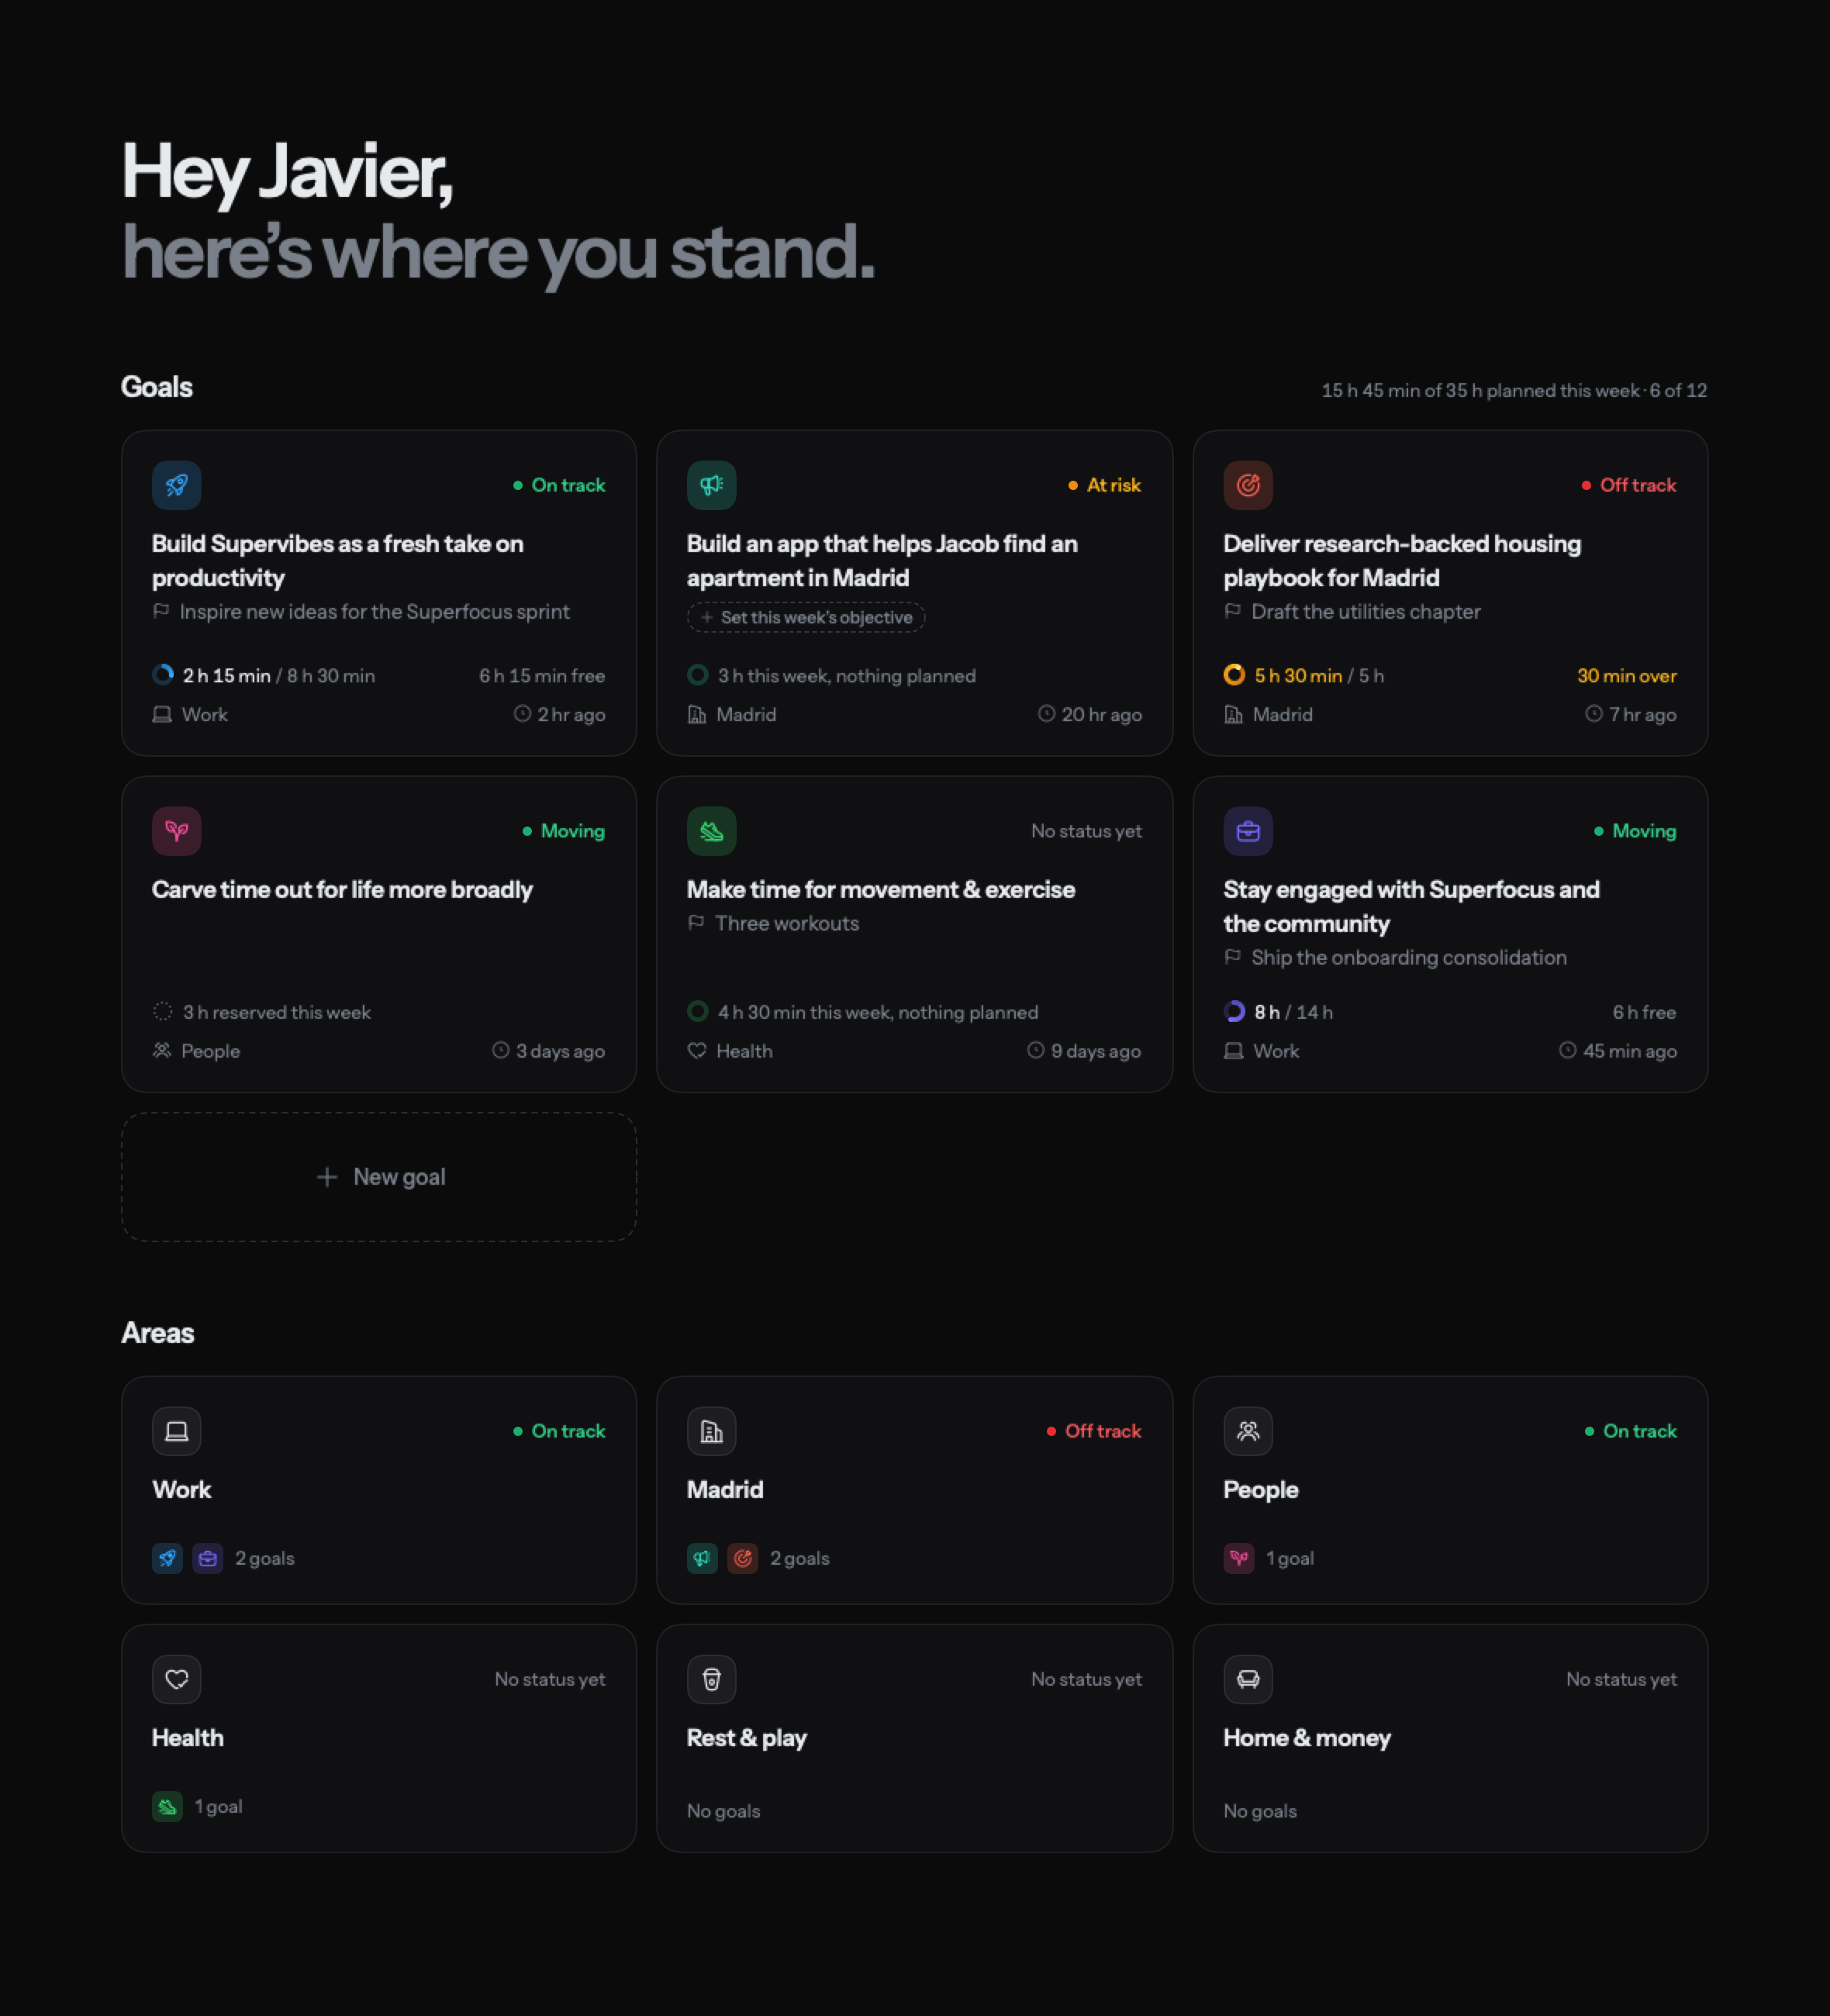 Hey Javier,
here's where you stand.
Goals
15 h 45 min of 35 h planned this week · 6 of 12
On track
Build Supervibes as a fresh take on
productivity
Inspire new ideas for the Superfocus sprint
2 h 15 min / 8 h 30 min
6 h 15 min free
Work
2 hr ago
At risk
Build an app that helps Jacob find an
apartment in Madrid
+ Set this week's objective
3 h this week, nothing planned
Madrid
20 hr ago
Off track
Deliver research-backed housing
playbook for Madrid
Draft the utilities chapter
5 h 30 min / 5 h
30 min over
Madrid
7 hr ago
Moving
Carve time out for life more broadly
3 h reserved this week
People
3 days ago
No status yet
Make time for movement & exercise
Three workouts
4 h 30 min this week, nothing planned
Health
9 days ago
Moving
Stay engaged with Superfocus and
the community
Ship the onboarding consolidation
8 h / 14 h
6 h free
Work
45 min ago
+ New goal
Areas
On track
Work
2 goals
Off track
Madrid
2 goals
On track
People
1 goal
No status yet
Health
1 goal
No status yet
Rest & play
No goals
No status yet
Home & money
No goals